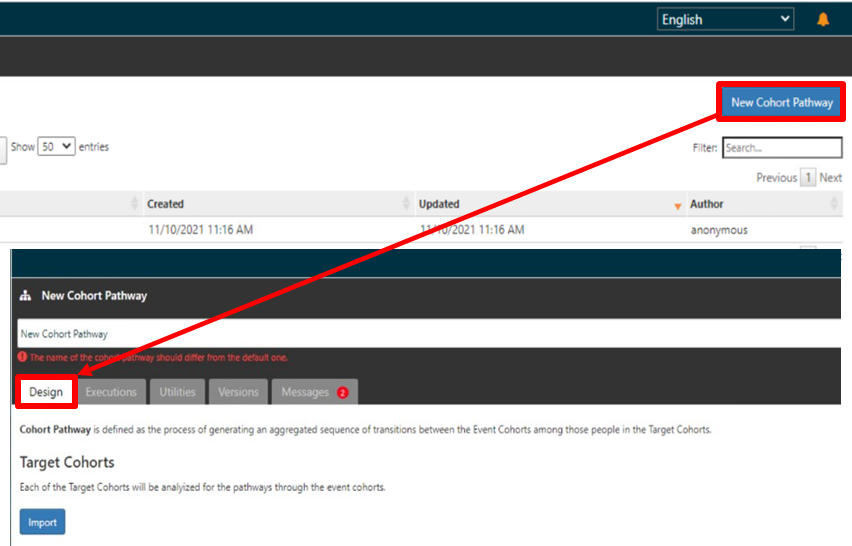 English
New Cohort Pathway
Show 50 entries
Filter: Search...
Previous 1 Next
Created Updated Author
11/10/2021 11:16 AM 11/10/2021 11:16 AM anonymous
New Cohort Pathway
New Cohort Pathway
The name of the cohort pathway should differ from the default one.
Design Executions Utilities Versions Messages 2
Cohort Pathway is defined as the process of generating an aggregated sequence of transitions between the Event Cohorts among those people in the Target Cohorts.
Target Cohorts
Each of the Target Cohorts will be analyized for the pathways through the event cohorts.
Import